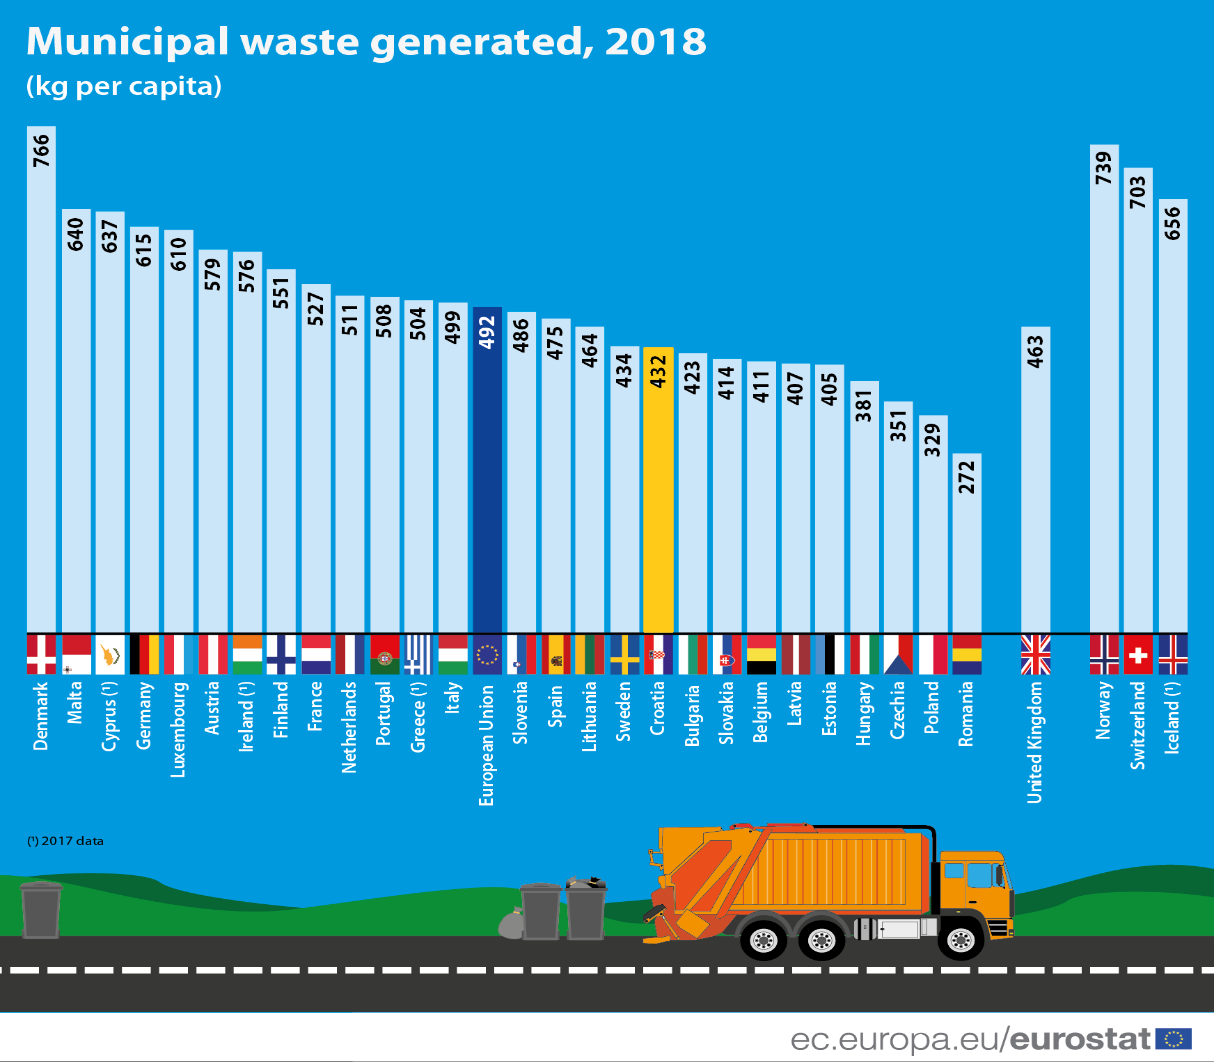 Municipal waste generated, 2018
(kg per capita)
766
640
637
615
610
579
576
551
527
511
508
504
499
492
486
475
464
434
432
423
414
411
407
405
381
351
329
272
463
739
703
656
Denmark
Malta
Cyprus (¹)
Germany
Luxembourg
Austria
Ireland (¹)
Finland
France
Netherlands
Portugal
Greece (¹)
Italy
European Union
Slovenia
Spain
Lithuania
Sweden
Croatia
Bulgaria
Slovakia
Belgium
Latvia
Estonia
Hungary
Czechia
Poland
Romania
United Kingdom
Norway
Switzerland
Iceland (¹)
(¹) 2017 data
ec.europa.eu/eurostat